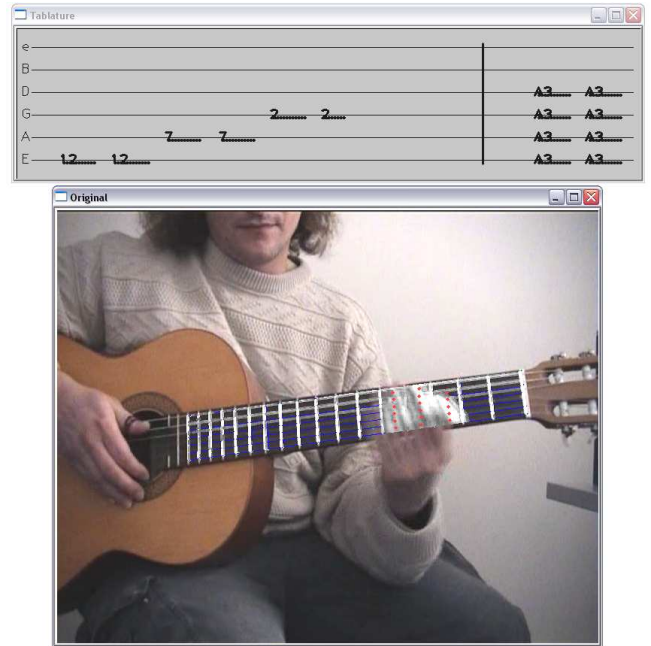 Tablature
e
B
D A3 A3
G 2 2 A3 A3
A 7 7 A3 A3
E 12 12 A3 A3
Original